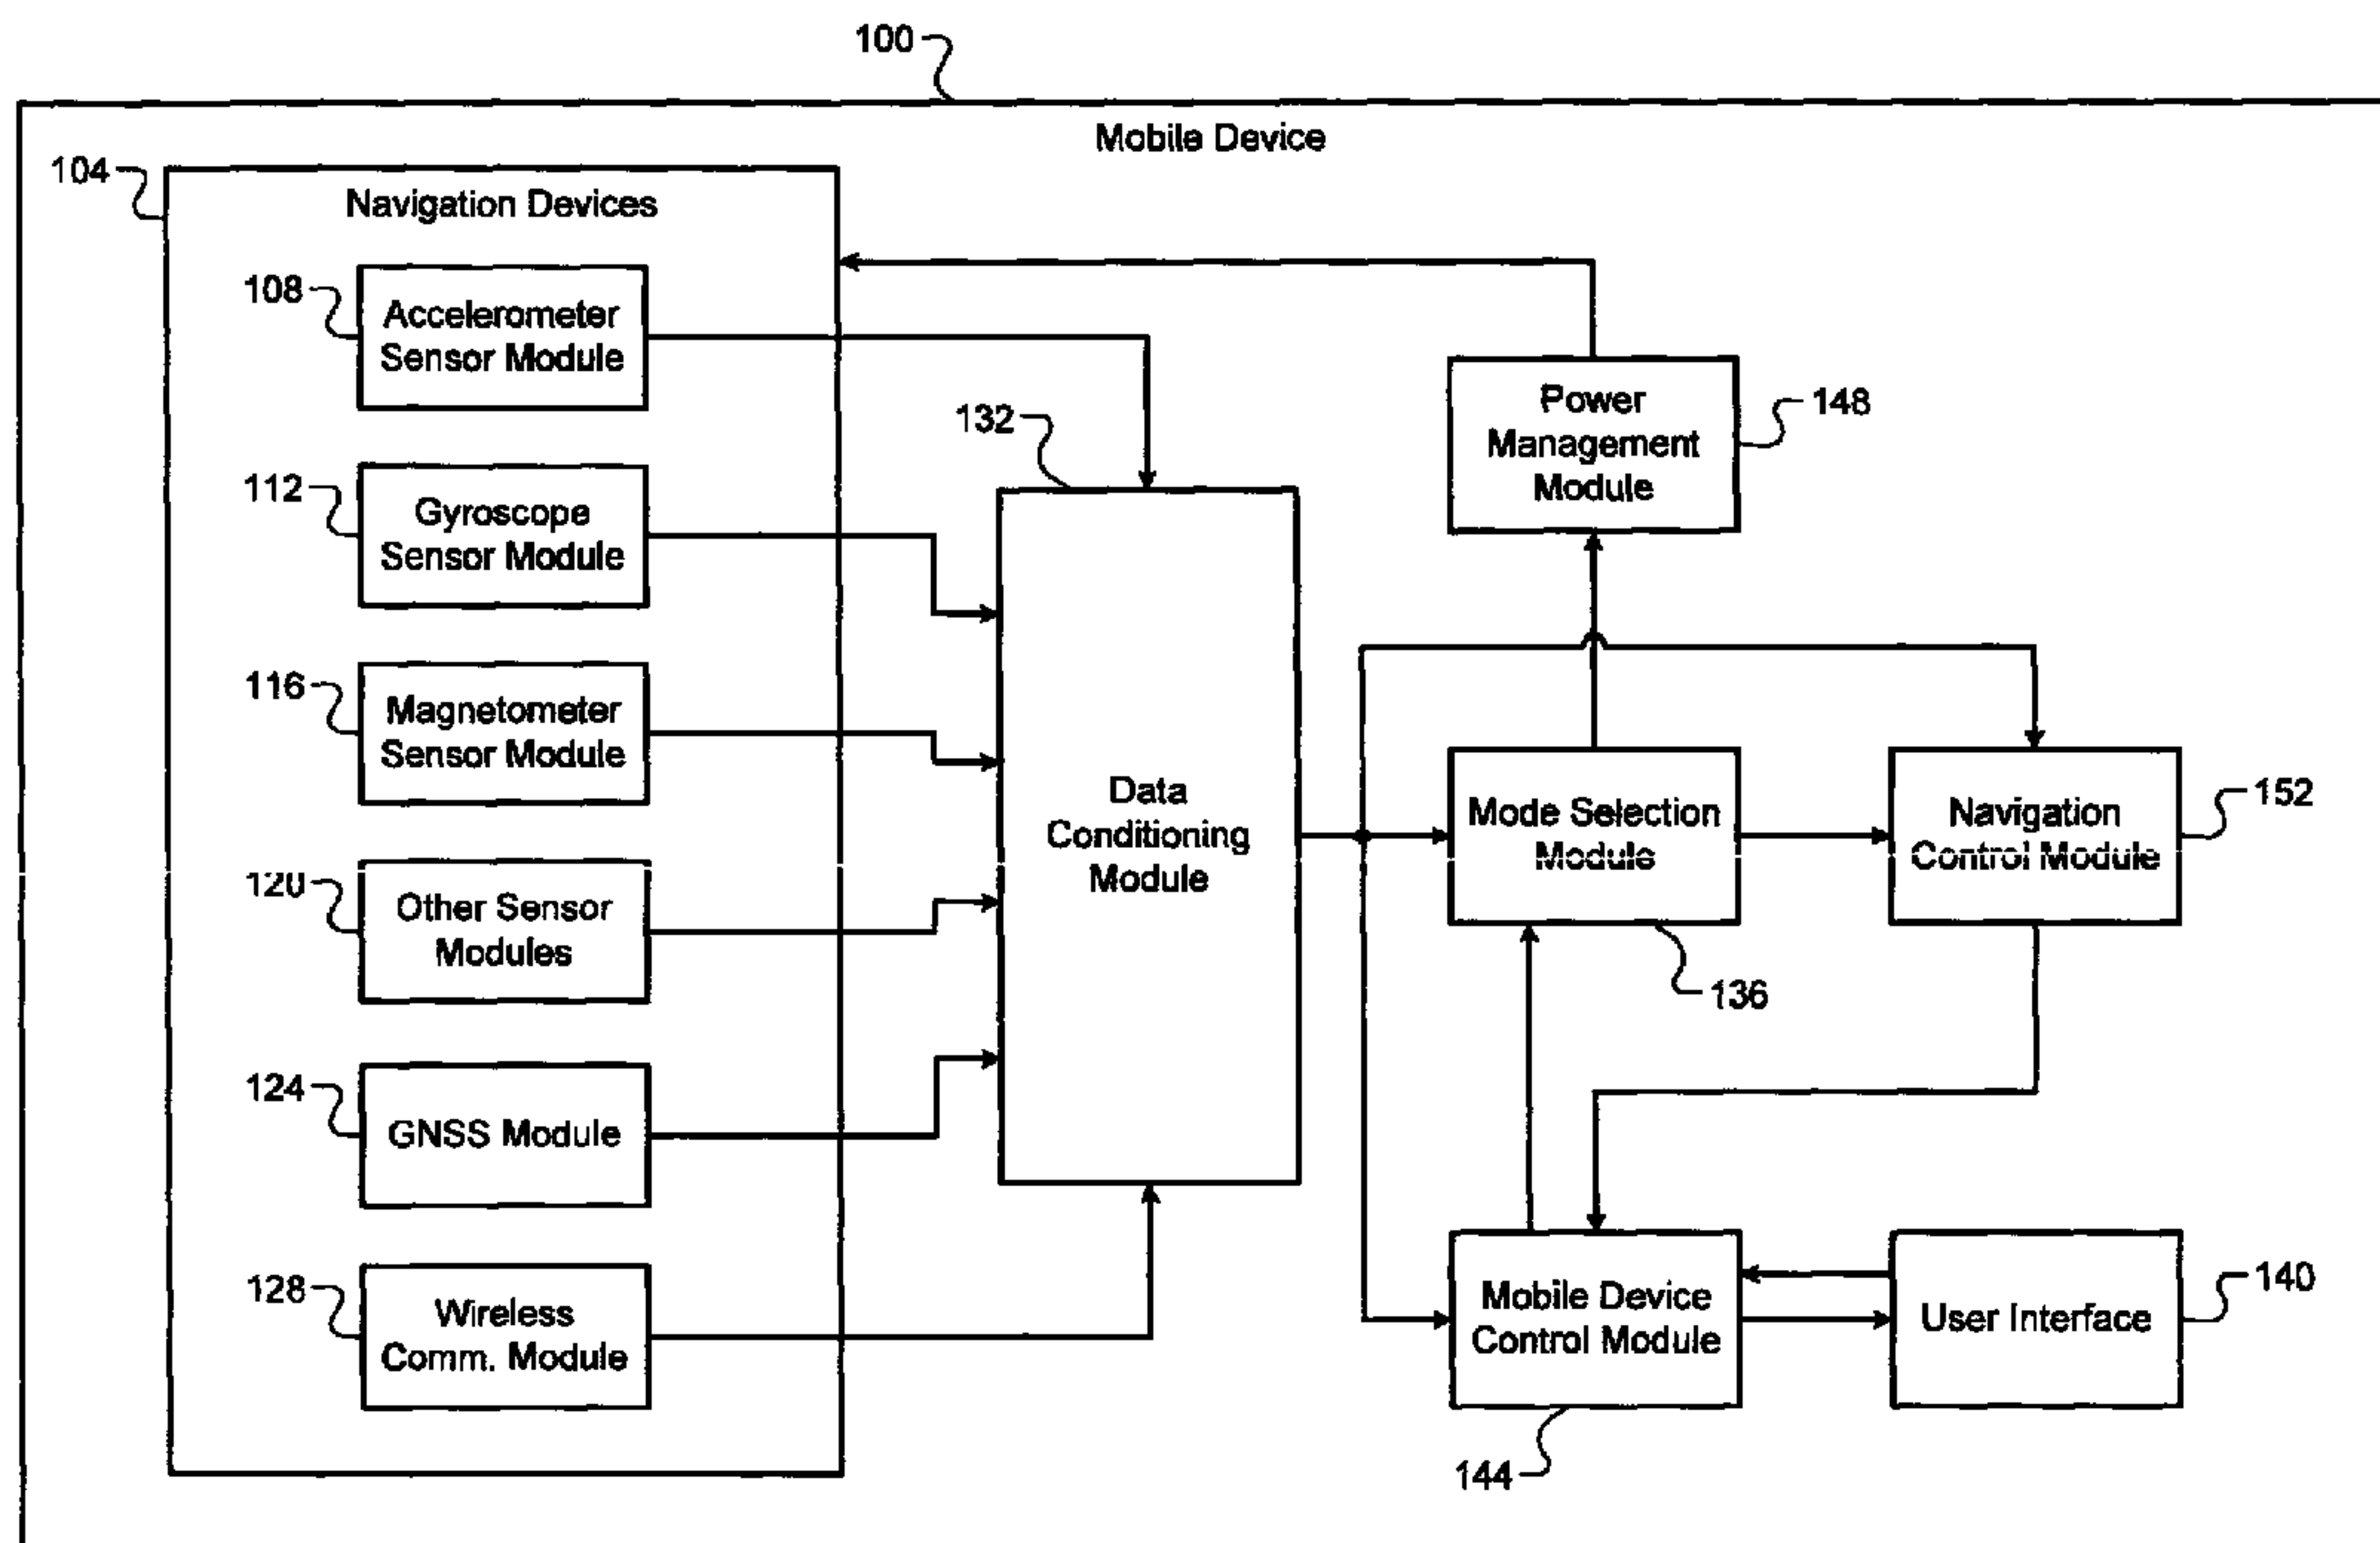 100
Mobile Device
104
Navigation Devices
108
Accelerometer
Sensor Module
112
Gyroscope
Sensor Module
116
Magnetometer
Sensor Module
120
Other Sensor
Modules
124
GNSS Module
128
Wireless
Comm. Module
132
Data
Conditioning
Module
Power
Management
Module
148
Mode Selection
Module
136
Navigation
Control Module
152
Mobile Device
Control Module
144
User Interface
140